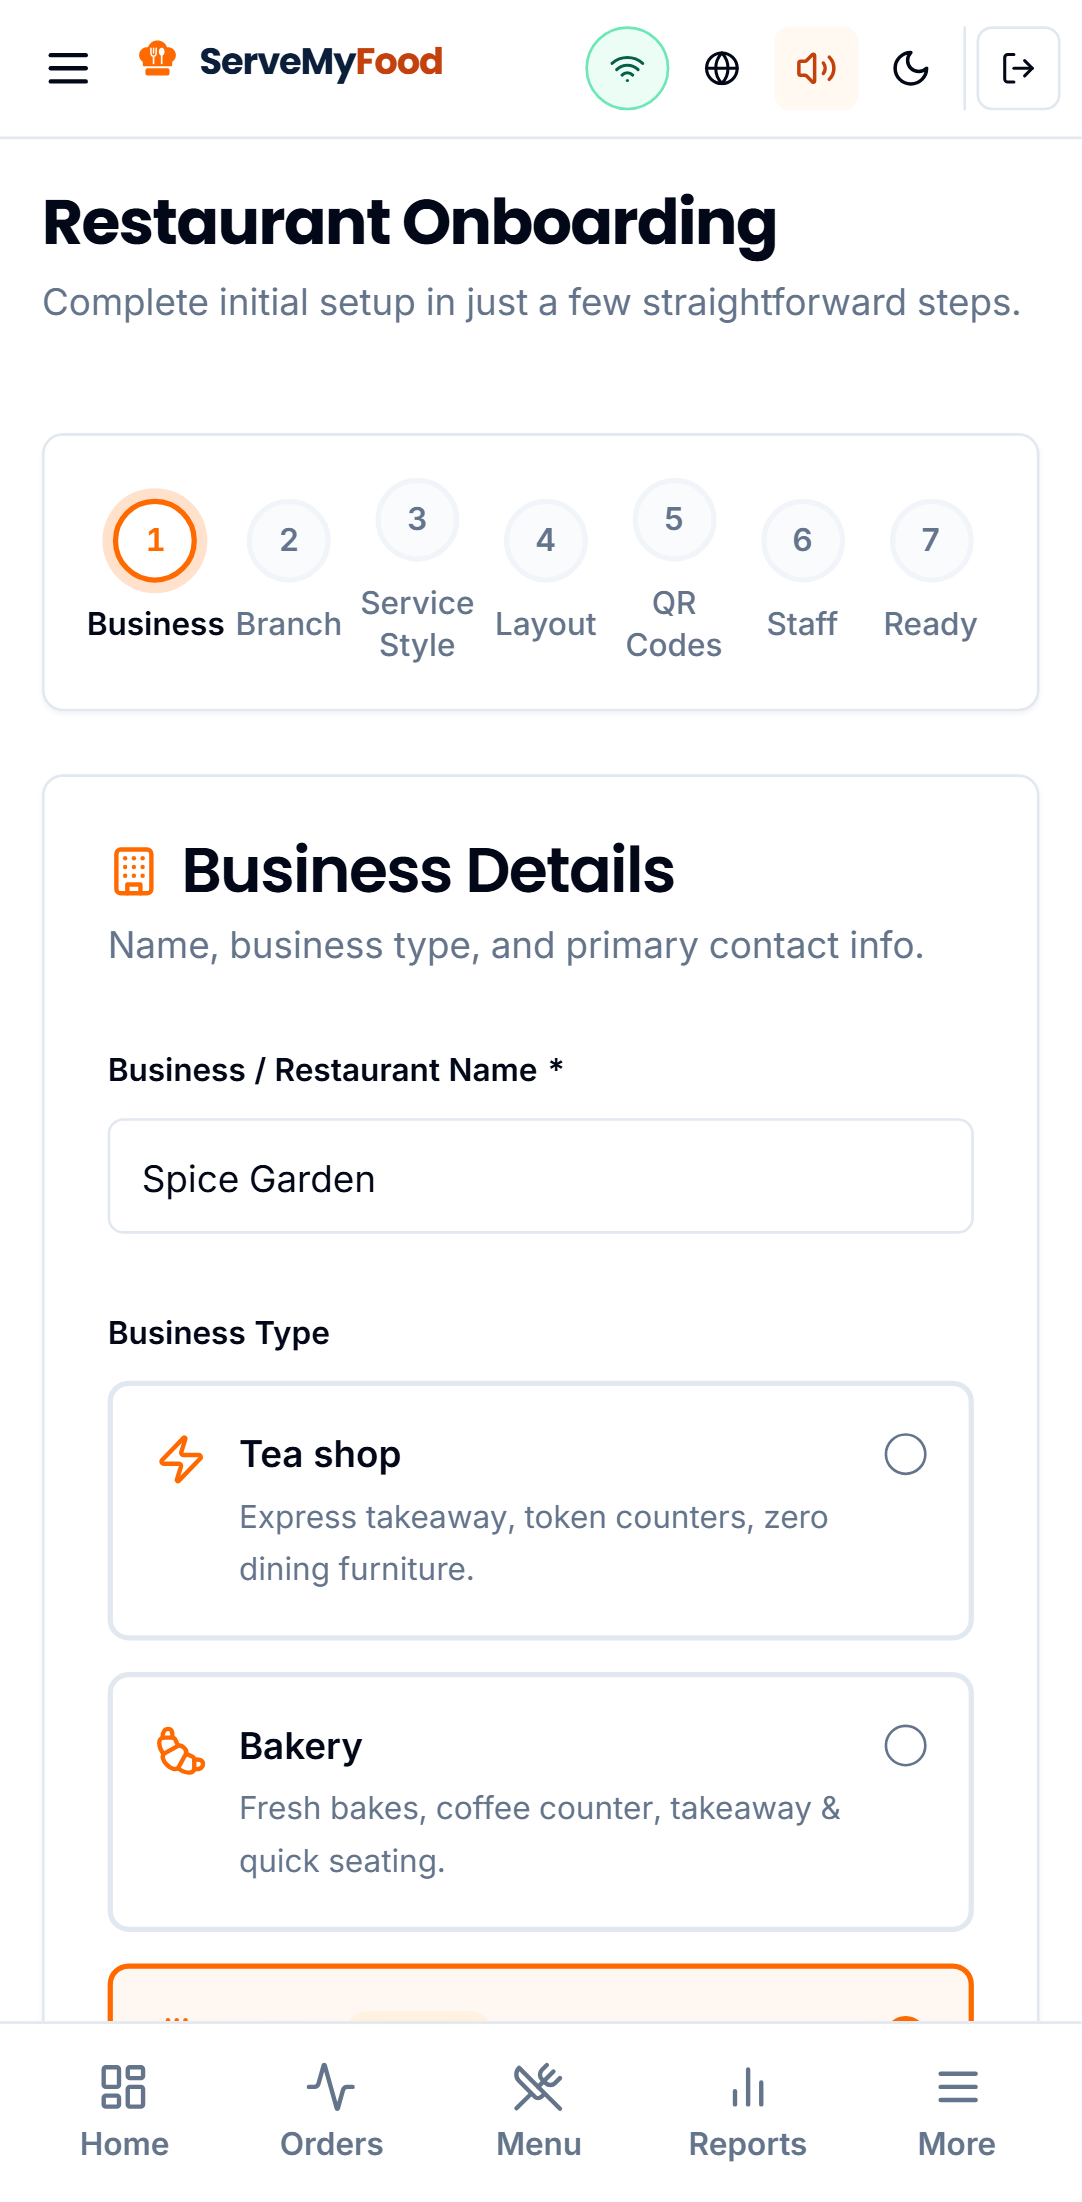 ServeMyFood
Restaurant Onboarding
Complete initial setup in just a few straightforward steps.
1
Business
2
Branch
3
Service
Style
4
Layout
5
QR
Codes
6
Staff
7
Ready
Business Details
Name, business type, and primary contact info.
Business / Restaurant Name *
Spice Garden
Business Type
Tea shop
Express takeaway, token counters, zero
dining furniture.
Bakery
Fresh bakes, coffee counter, takeaway &
quick seating.
Home
Orders
Menu
Reports
More